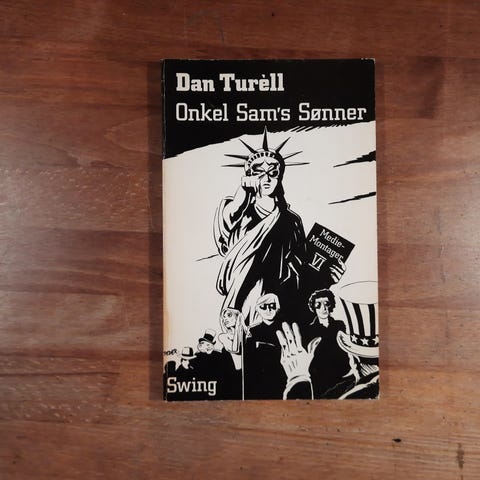 Dan Turèll
Onkel Sam's Sønner
Medie-
Montager
VI
Swing